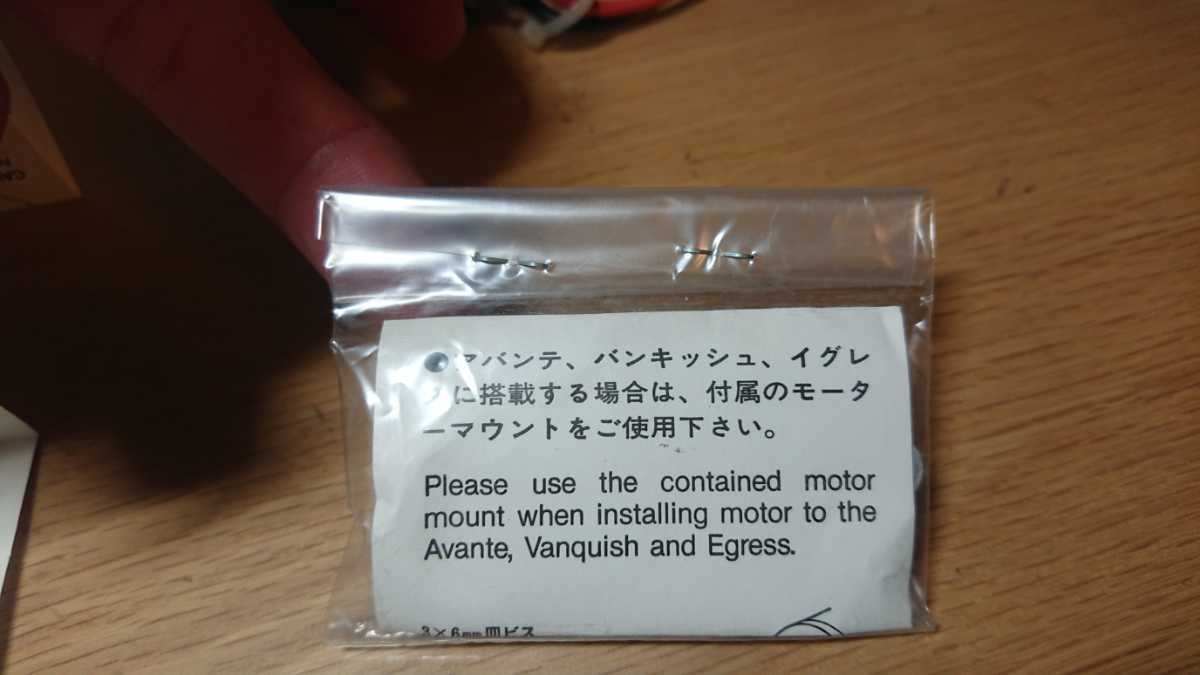 ●アバンテ、バンキッシュ、イグレ
スに搭載する場合は、付属のモータ
ーマウントをご使用下さい。
Please use the contained motor
mount when installing motor to the
Avante, Vanquish and Egress.
3×6mm皿ビス